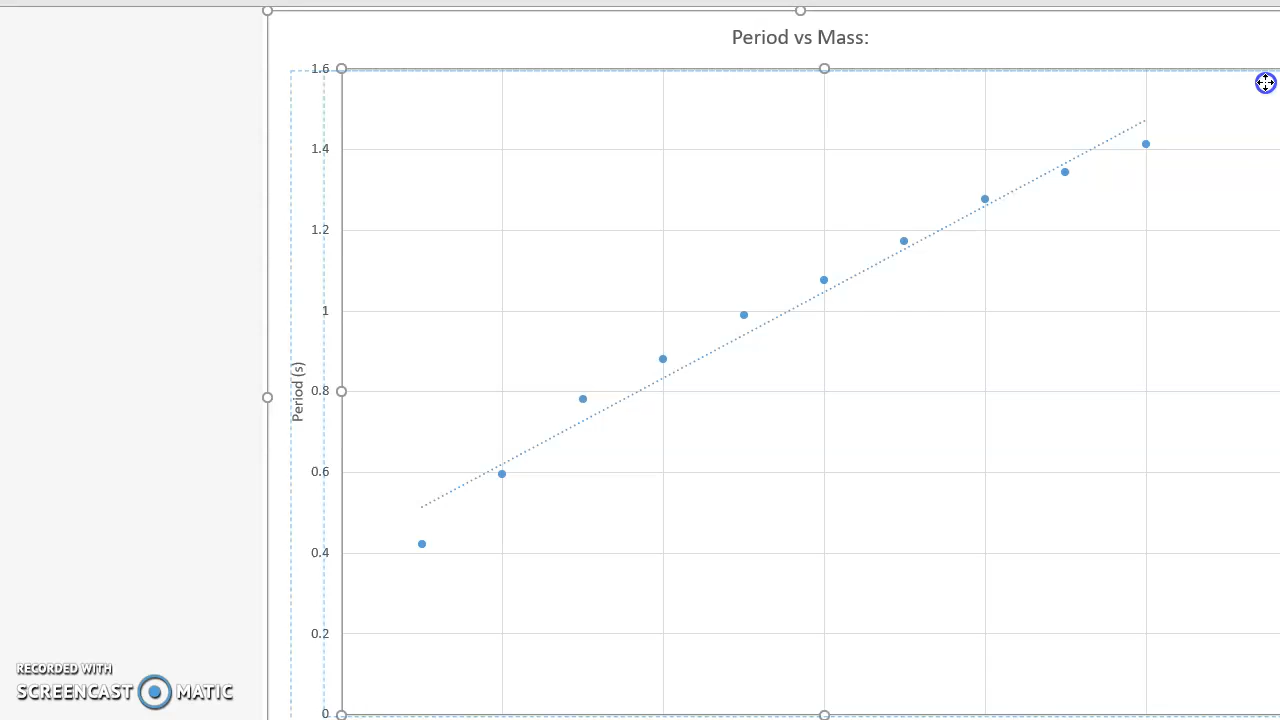 Period vs Mass:
1.6
1.4
1.2
1
0.8
0.6
0.4
0.2
0
Period (s)
RECORDED WITH
SCREENCAST MATIC